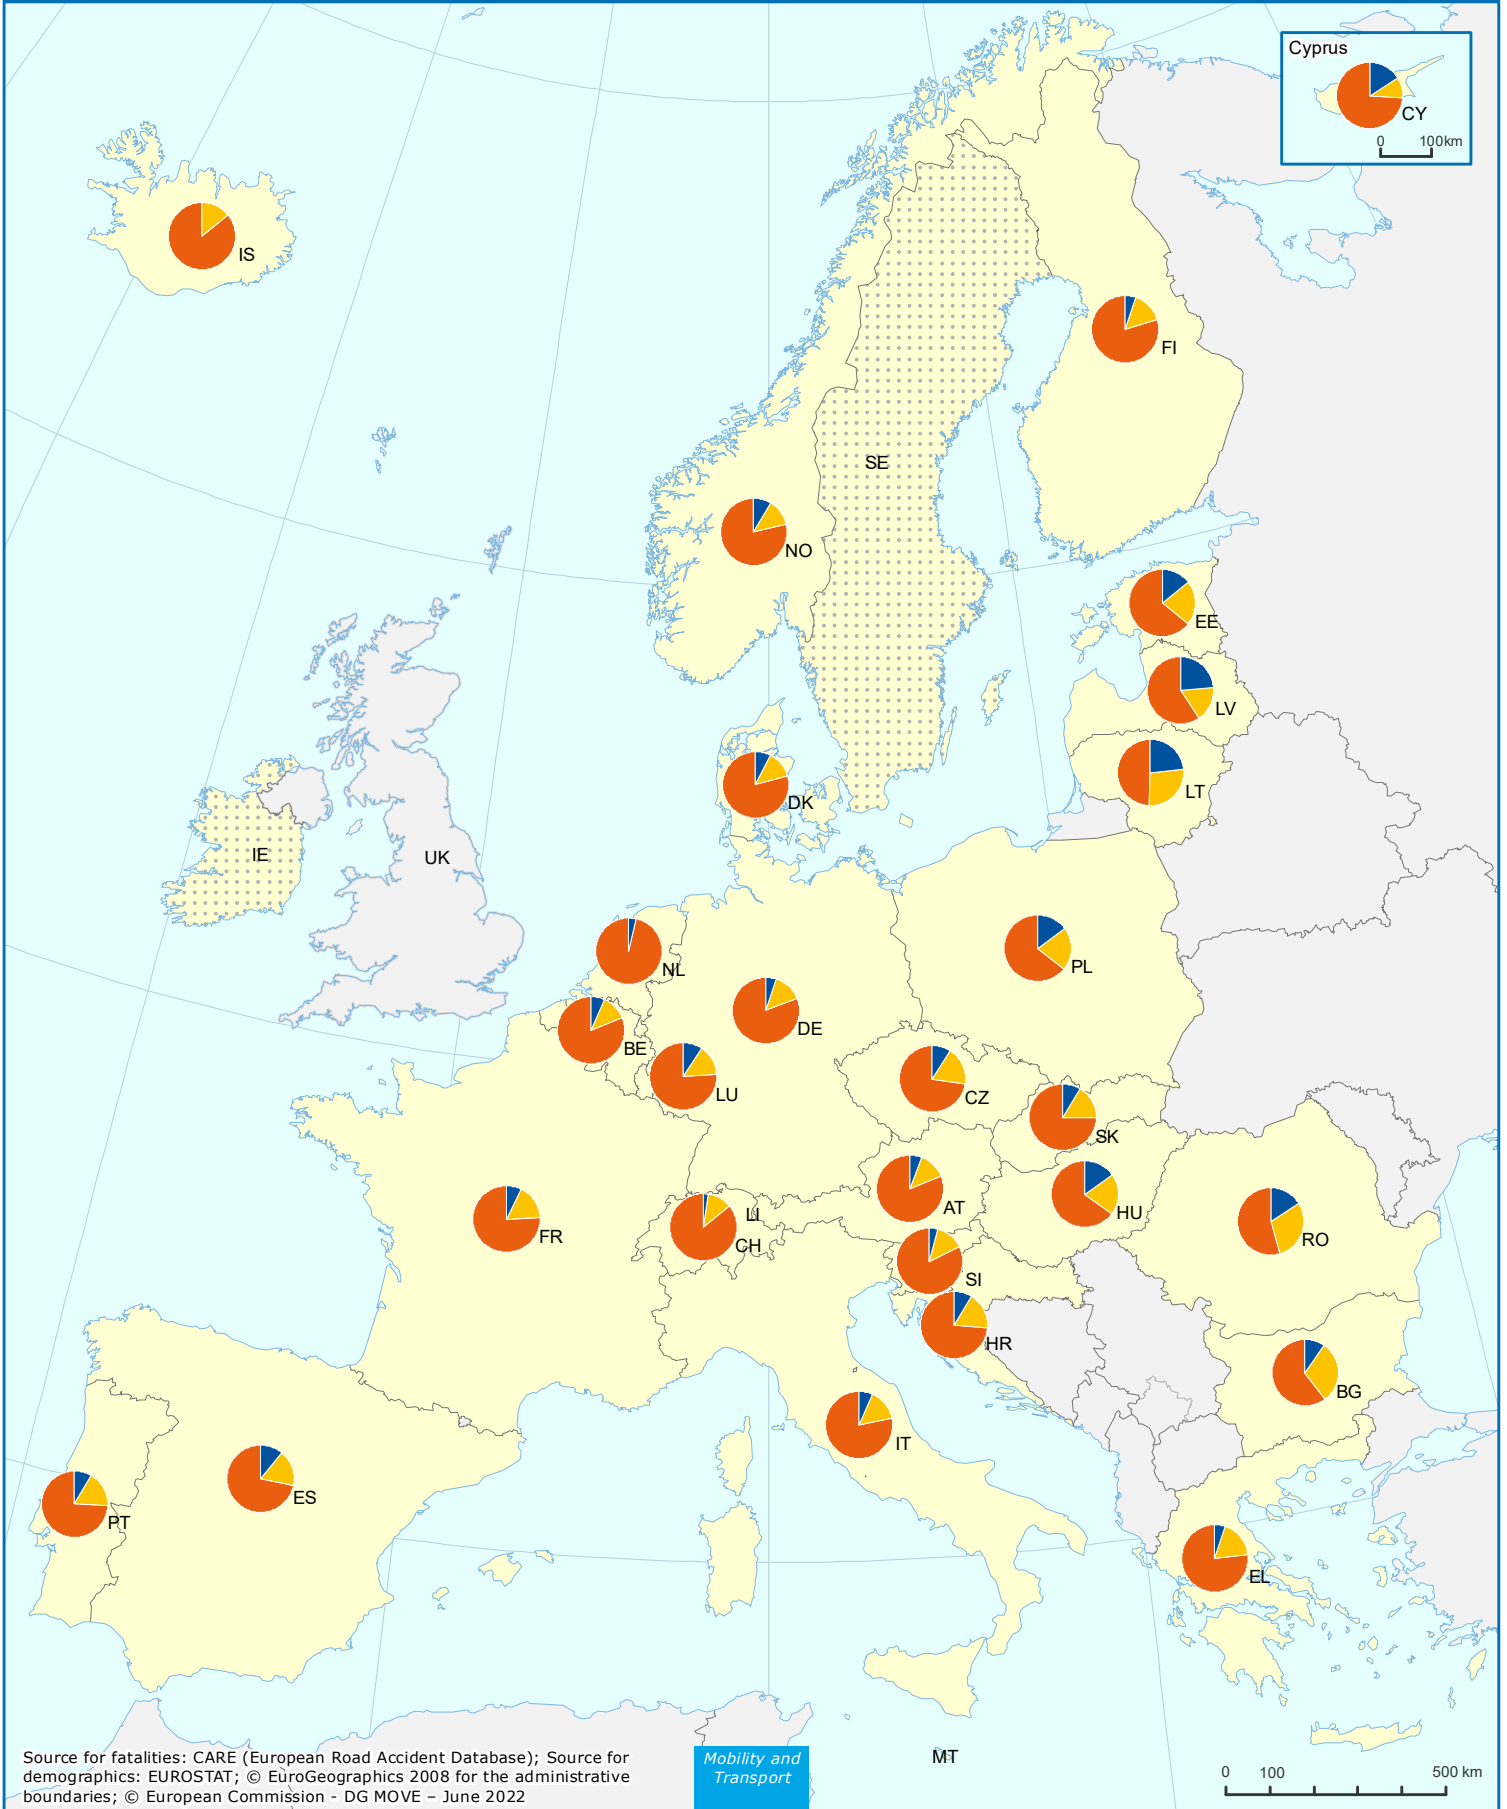 Cyprus
CY
0 100km
IS
FI
SE
NO
EE
LV
LT
DK
IE
UK
NL
PL
DE
BE
LU
CZ
SK
AT
HU
LI
CH
FR
RO
SI
HR
BG
IT
ES
PT
EL
MT
Source for fatalities: CARE (European Road Accident Database); Source for
demographics: EUROSTAT; © EuroGeographics 2008 for the administrative
boundaries; © European Commission - DG MOVE – June 2022
Mobility and
Transport
0 100 500 km